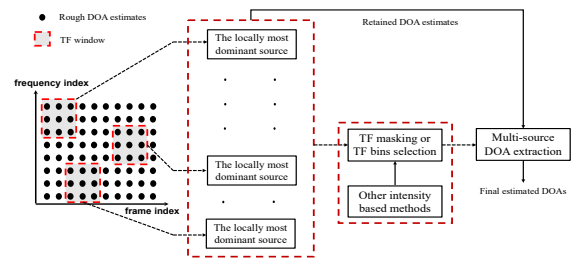 Rough DOA estimates
TF window
frequency index
frame index
The locally most
dominant source
The locally most
dominant source
The locally most
dominant source
Retained DOA estimates
TF masking or
TF bins selection
Other intensity
based methods
Multi-source
DOA extraction
Final estimated DOAs